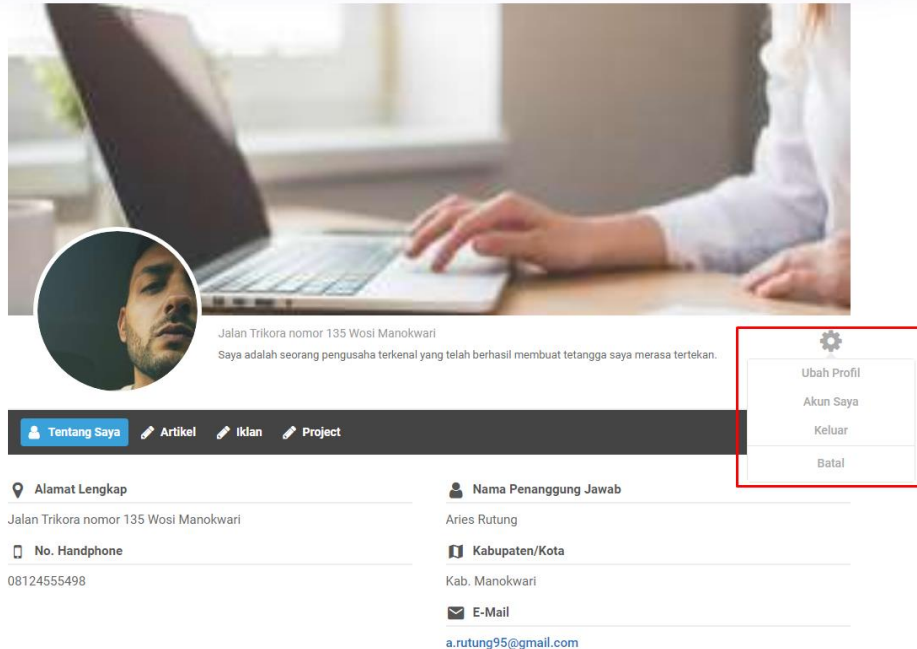 Jalan Trikora nomor 135 Wosi Manokwari
Saya adalah seorang pengusaha terkenal yang telah berhasil membuat tetangga saya merasa tertekan.
Ubah Profil
Akun Saya
Keluar
Batal
Tentang Saya Artikel Iklan Project
Alamat Lengkap
Jalan Trikora nomor 135 Wosi Manokwari
No. Handphone
08124555498
Nama Penanggung Jawab
Aries Rutung
Kabupaten/Kota
Kab. Manokwari
E-Mail
a.rutung95@gmail.com